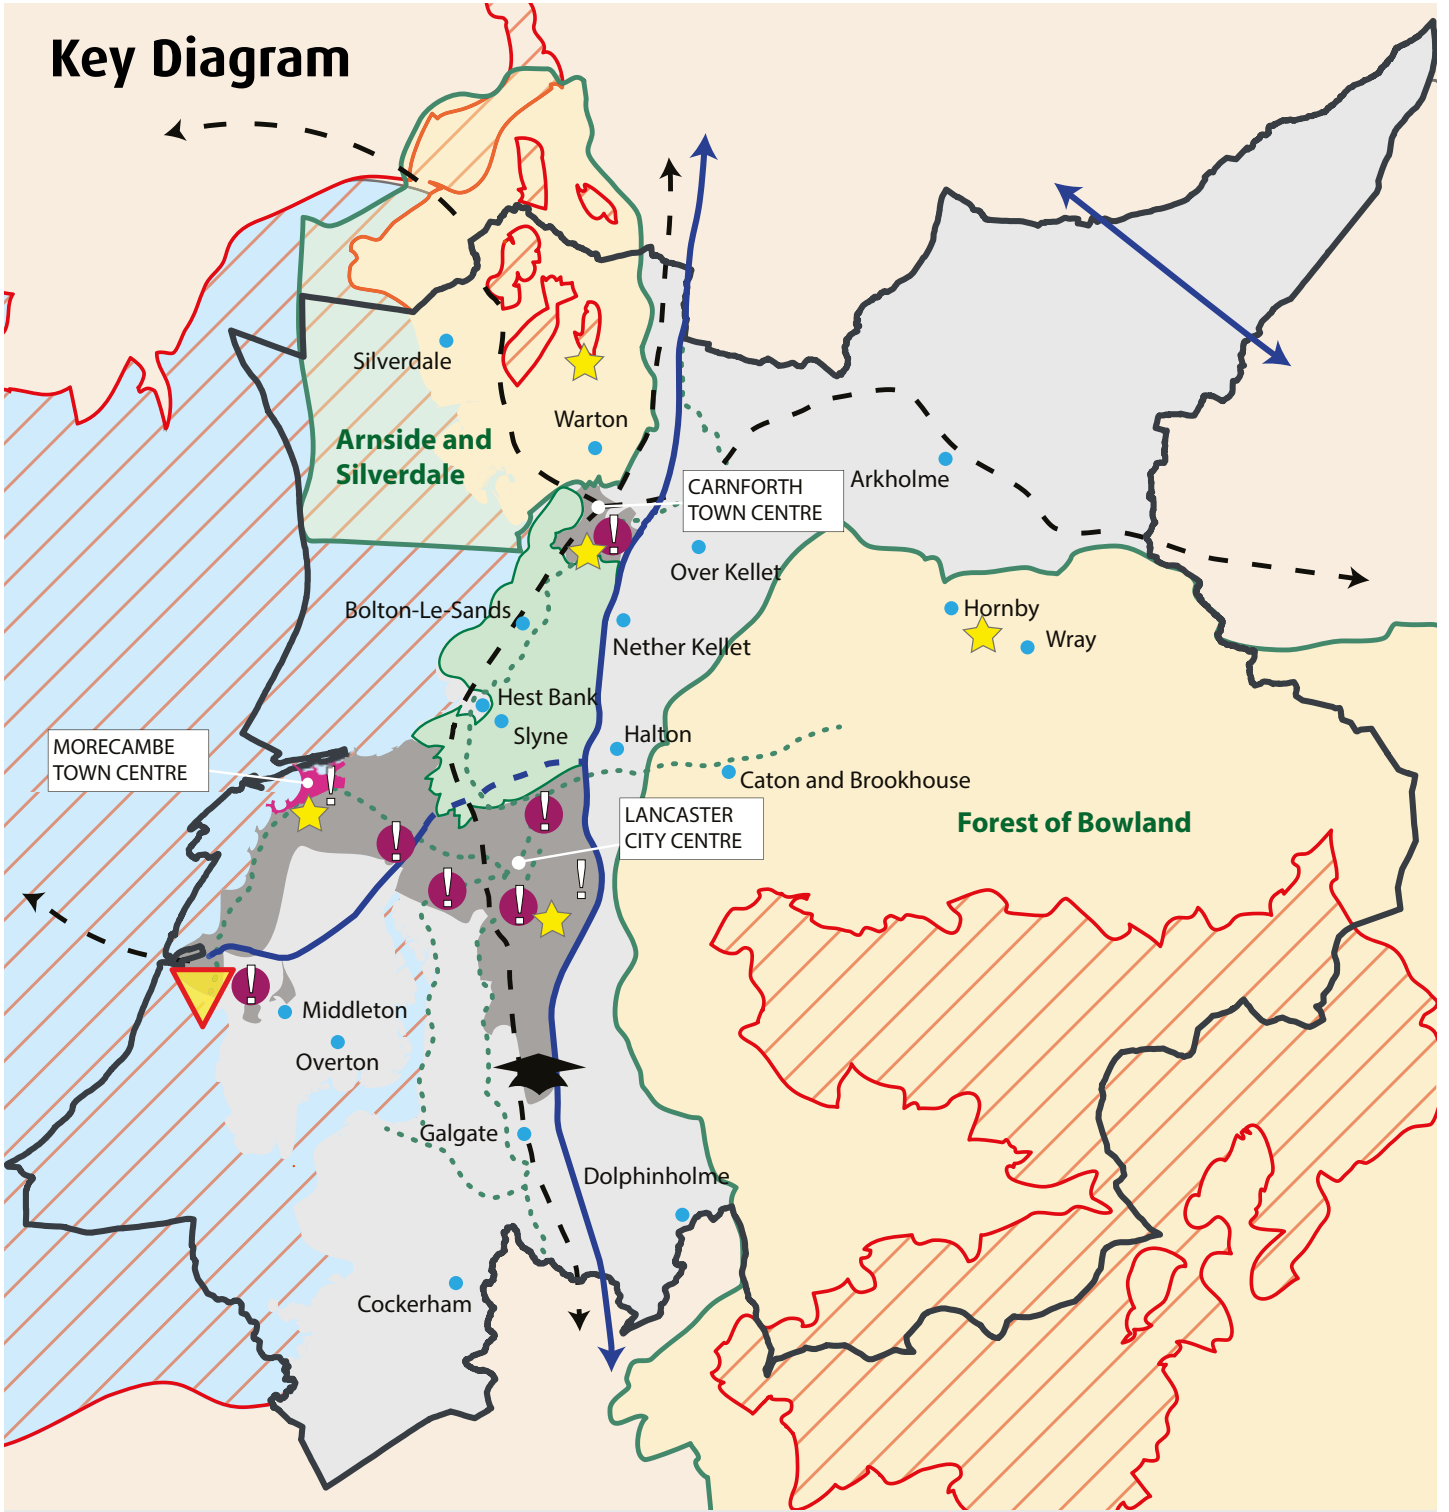 Key Diagram
Silverdale
Warton
Arnside and
Silverdale
CARNFORTH
TOWN CENTRE
Arkholme
Over Kellet
Bolton-Le-Sands
Hornby
Wray
Nether Kellet
Hest Bank
Slyne
Halton
MORECAMBE
TOWN CENTRE
Caton and Brookhouse
LANCASTER
CITY CENTRE
Forest of Bowland
!
!
!
!
!
!
!
!
Middleton
Overton
Galgate
Dolphinholme
Cockerham